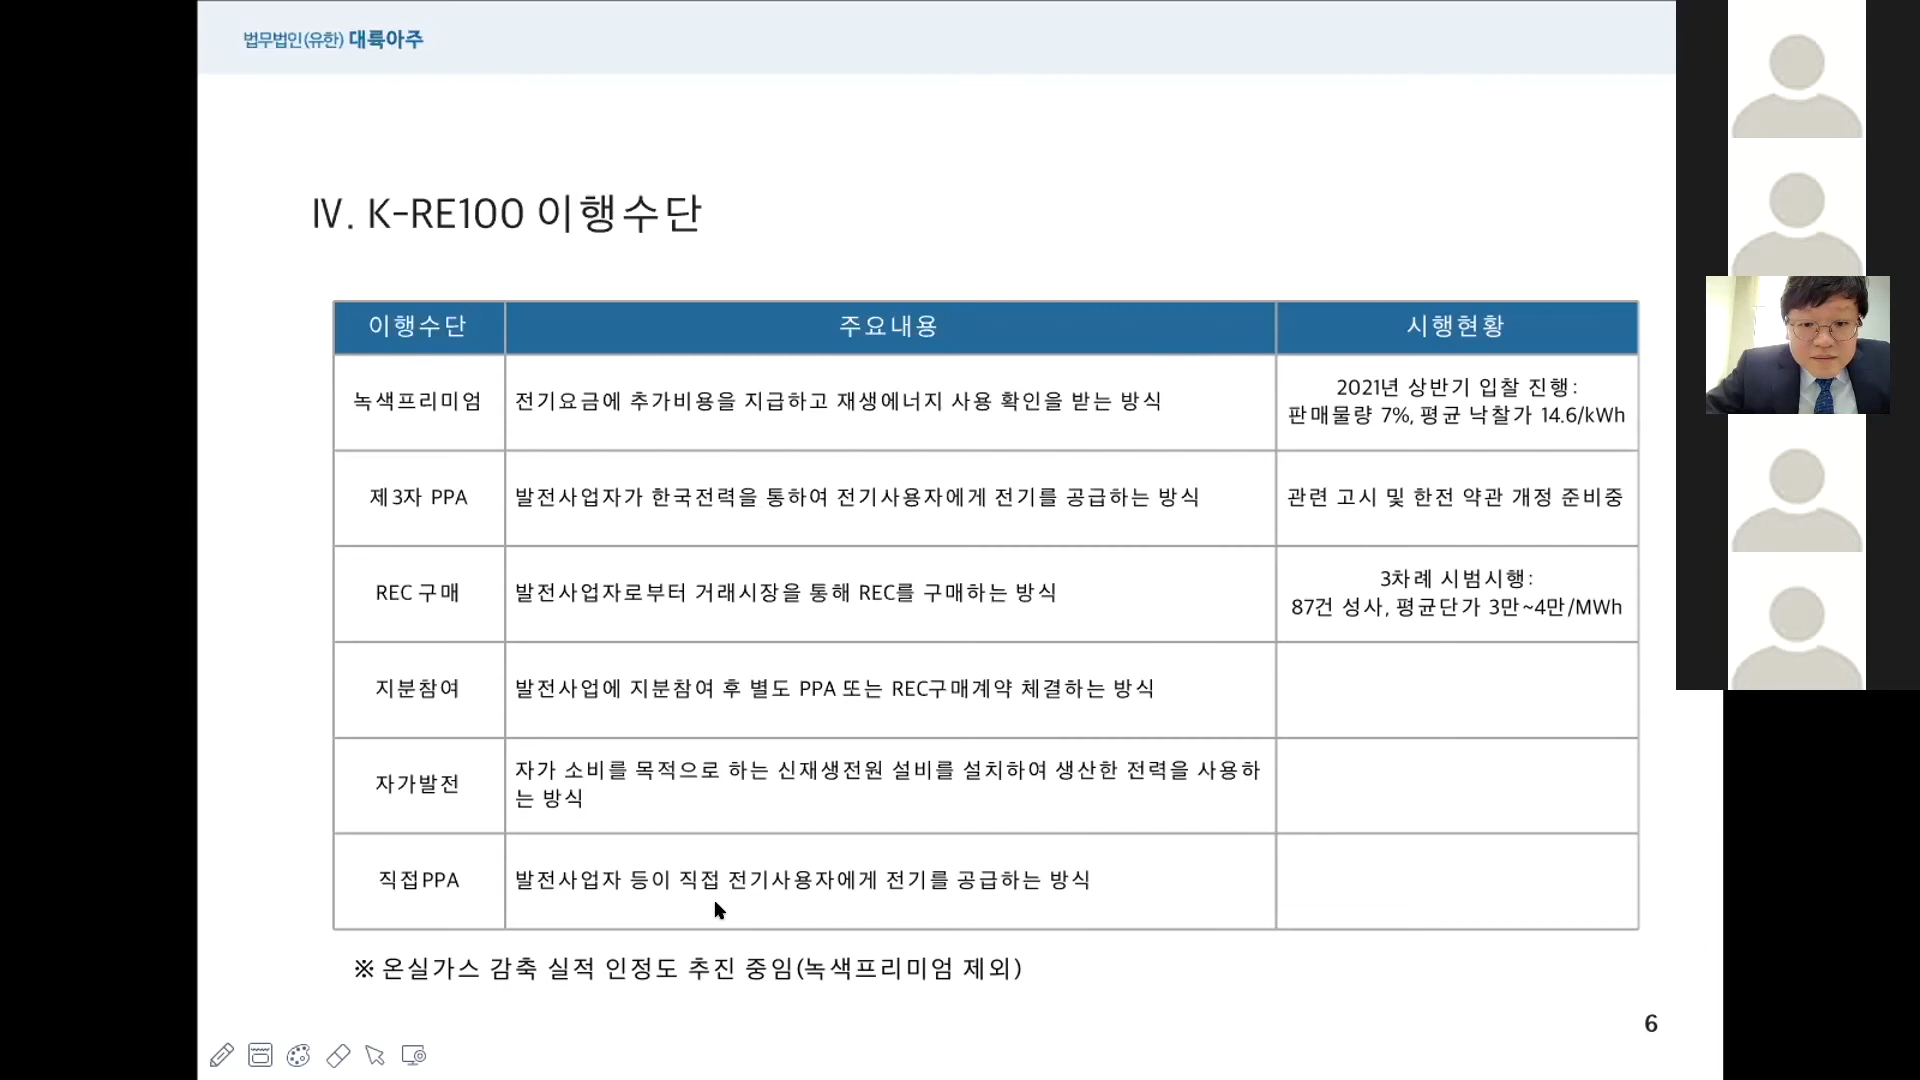 법무법인(유한) 대륙아주
Ⅳ. K-RE100 이행수단
이행수단
주요내용
시행현황
녹색프리미엄
전기요금에 추가비용을 지급하고 재생에너지 사용 확인을 받는 방식
2021년 상반기 입찰 진행:
판매물량 7%, 평균 낙찰가 14.6/kWh
제3자 PPA
발전사업자가 한국전력을 통하여 전기사용자에게 전기를 공급하는 방식
관련 고시 및 한전 약관 개정 준비중
REC 구매
발전사업자로부터 거래시장을 통해 REC를 구매하는 방식
3차례 시범시행:
87건 성사, 평균단가 3만~4만/MWh
지분참여
발전사업에 지분참여 후 별도 PPA 또는 REC구매계약 체결하는 방식
자가발전
자가 소비를 목적으로 하는 신재생전원 설비를 설치하여 생산한 전력을 사용하
는 방식
직접PPA
발전사업자 등이 직접 전기사용자에게 전기를 공급하는 방식
※ 온실가스 감축 실적 인정도 추진 중임(녹색프리미엄 제외)
6